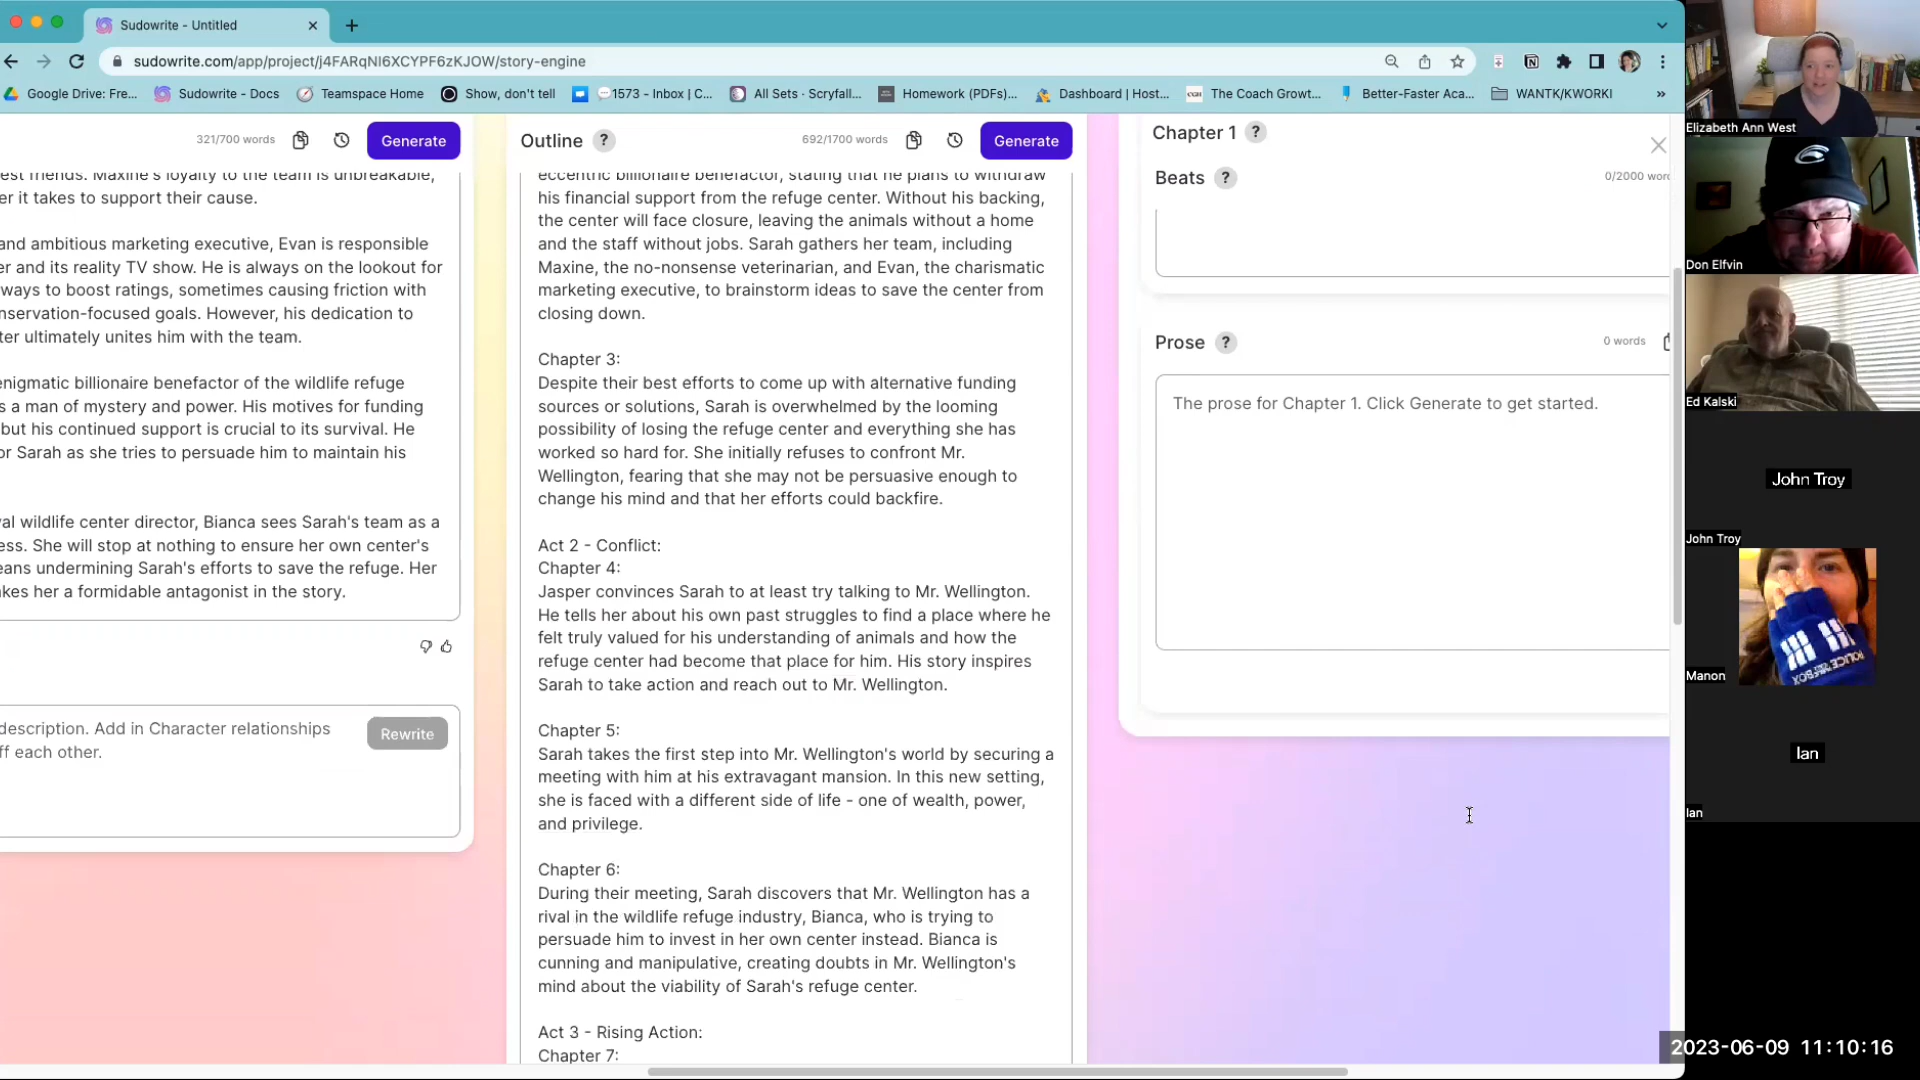 Sudowrite - Untitled
sudowrite.com/app/project/j4FARqNI6XCYPF6zKJOW/story-engine
Google Drive: Fre...
Sudowrite - Docs
Teamspace Home
Show, don't tell
1573 - Inbox | C...
All Sets · Scryfall...
Homework (PDFs)...
Dashboard | Host...
The Coach Growt...
Better-Faster Aca...
WANTK/KWORKI
»
321/700 words
Generate
est friends. Maxine's loyalty to the team is unbreakable,
er it takes to support their cause.
and ambitious marketing executive, Evan is responsible
er and its reality TV show. He is always on the lookout for
ways to boost ratings, sometimes causing friction with
nservation-focused goals. However, his dedication to
ter ultimately unites him with the team.
enigmatic billionaire benefactor of the wildlife refuge
s a man of mystery and power. His motives for funding
but his continued support is crucial to its survival. He
or Sarah as she tries to persuade him to maintain his
val wildlife center director, Bianca sees Sarah's team as a
ess. She will stop at nothing to ensure her own center's
eans undermining Sarah's efforts to save the refuge. Her
akes her a formidable antagonist in the story.
description. Add in Character relationships
ff each other.
Rewrite
Outline ?
692/1700 words
Generate
eccentric billionaire benefactor, stating that he plans to withdraw
his financial support from the refuge center. Without his backing,
the center will face closure, leaving the animals without a home
and the staff without jobs. Sarah gathers her team, including
Maxine, the no-nonsense veterinarian, and Evan, the charismatic
marketing executive, to brainstorm ideas to save the center from
closing down.
Chapter 3:
Despite their best efforts to come up with alternative funding
sources or solutions, Sarah is overwhelmed by the looming
possibility of losing the refuge center and everything she has
worked so hard for. She initially refuses to confront Mr.
Wellington, fearing that she may not be persuasive enough to
change his mind and that her efforts could backfire.
Act 2 - Conflict:
Chapter 4:
Jasper convinces Sarah to at least try talking to Mr. Wellington.
He tells her about his own past struggles to find a place where he
felt truly valued for his understanding of animals and how the
refuge center had become that place for him. His story inspires
Sarah to take action and reach out to Mr. Wellington.
Chapter 5:
Sarah takes the first step into Mr. Wellington's world by securing a
meeting with him at his extravagant mansion. In this new setting,
she is faced with a different side of life - one of wealth, power,
and privilege.
Chapter 6:
During their meeting, Sarah discovers that Mr. Wellington has a
rival in the wildlife refuge industry, Bianca, who is trying to
persuade him to invest in her own center instead. Bianca is
cunning and manipulative, creating doubts in Mr. Wellington's
mind about the viability of Sarah's refuge center.
Act 3 - Rising Action:
Chapter 7:
Chapter 1 ?
Beats ?
0/2000 word
Prose ?
0 words
The prose for Chapter 1. Click Generate to get started.
Elizabeth Ann West
Don Elfvin
Ed Kalski
John Troy
John Troy
POLICE BOX
Manon
Ian
Ian
2023-06-09 11:10:16